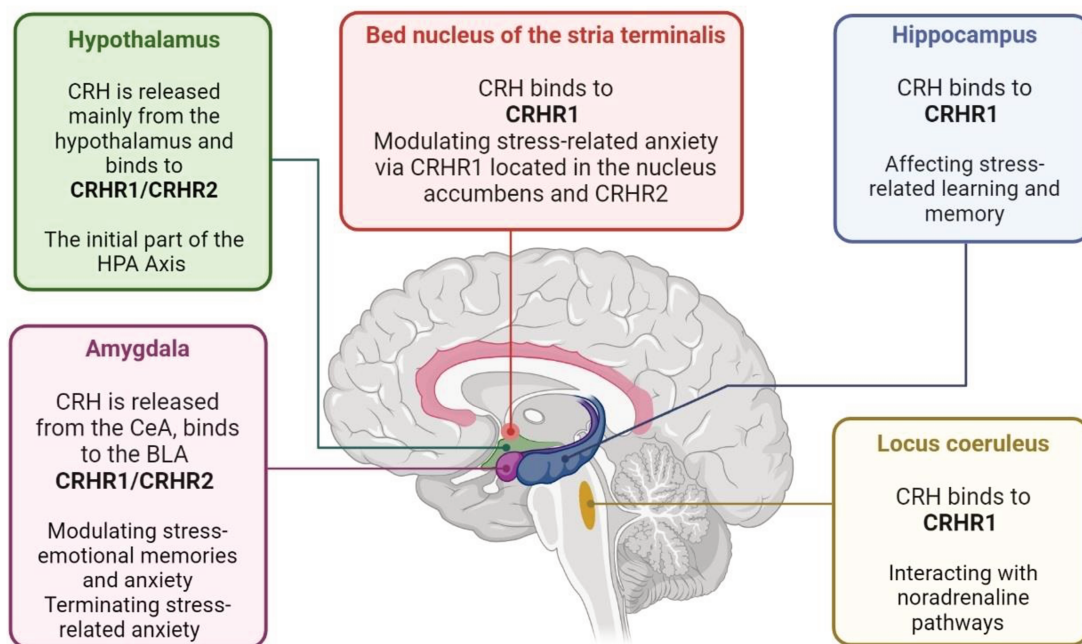 Hypothalamus
CRH is released
mainly from the
hypothalamus and
binds to
CRHR1/CRHR2
The initial part of the
HPA Axis
Bed nucleus of the stria terminalis
CRH binds to
CRHR1
Modulating stress-related anxiety
via CRHR1 located in the nucleus
accumbens and CRHR2
Hippocampus
CRH binds to
CRHR1
Affecting stress-
related learning and
memory
Amygdala
CRH is released
from the CeA, binds
to the BLA
CRHR1/CRHR2
Modulating stress-
emotional memories
and anxiety
Terminating stress-
related anxiety
Locus coeruleus
CRH binds to
CRHR1
Interacting with
noradrenaline
pathways